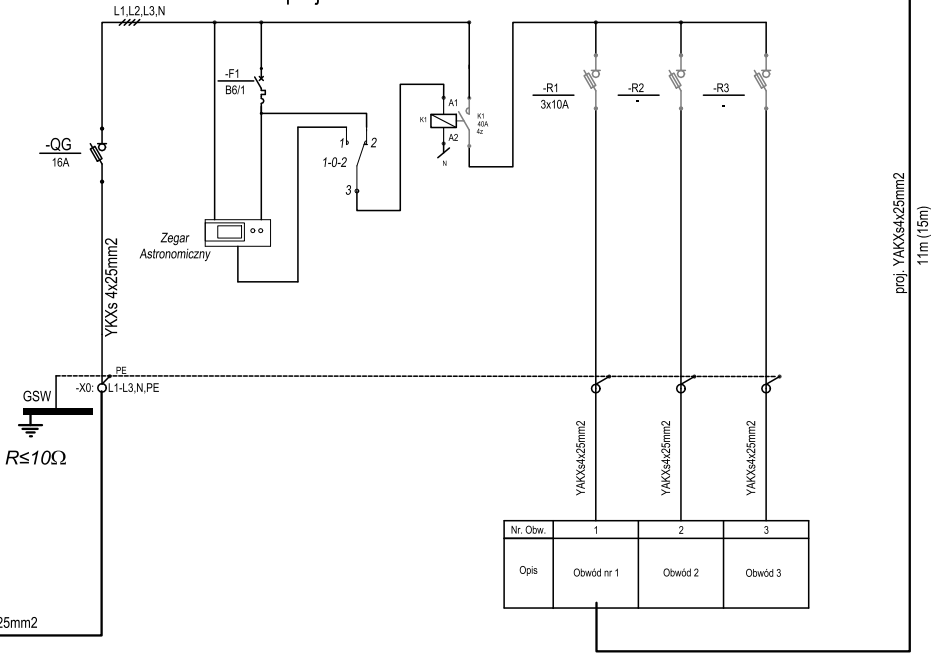 L1,L2,L3,N
-F1
B6/1
-QG
16A
1
2
1-0-2
3
Zegar
Astronomiczny
K1
A1
A2
N
K1
40A
4z
-R1
3x10A
-R2
-
-R3
-
YKXs 4x25mm2
proj. YAKXs4x25mm2
11m (15m)
PE
-X0:
L1-L3,N,PE
GSW
R≤10Ω
YAKXs4x25mm2
YAKXs4x25mm2
YAKXs4x25mm2
Nr. Obw. 1 2 3
Opis Obwód nr 1 Obwód 2 Obwód 3
25mm2